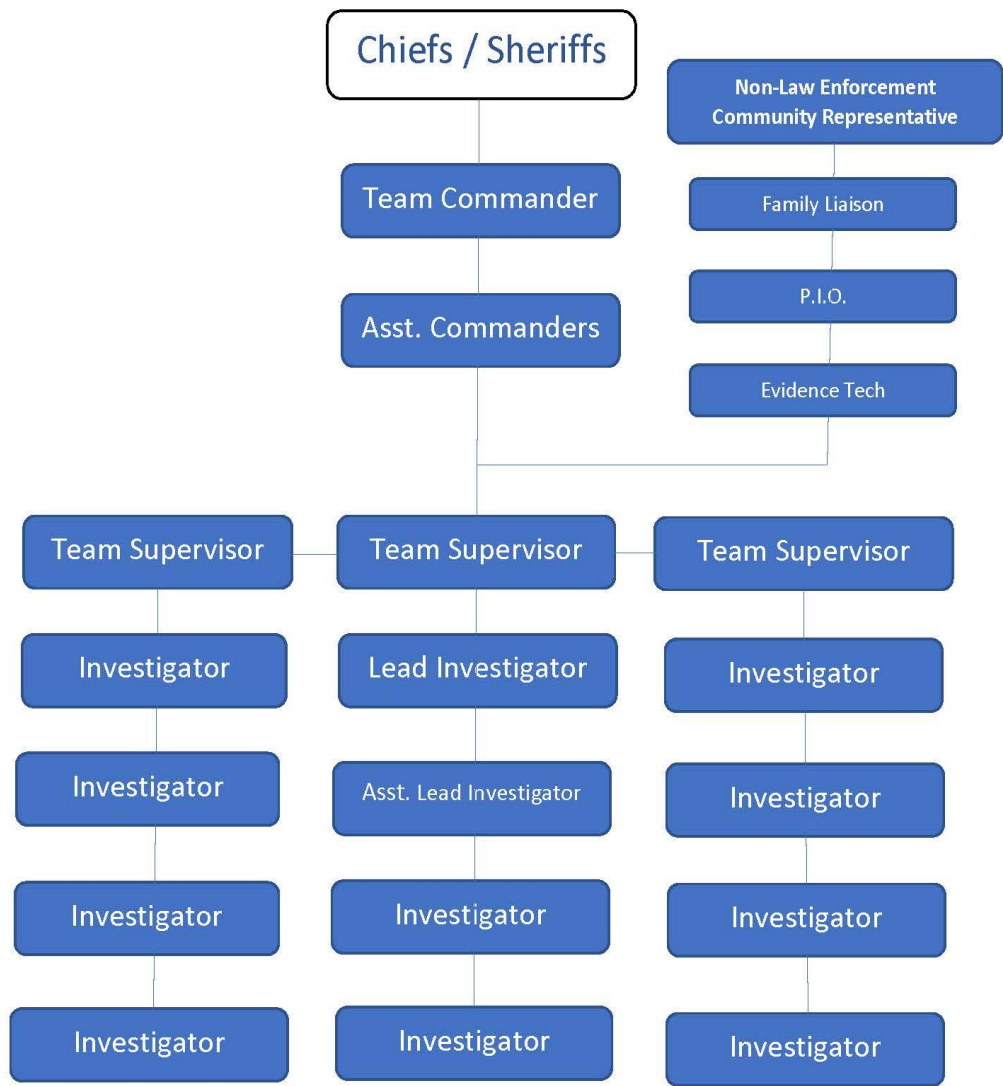 Chiefs / Sheriffs
Non-Law Enforcement
Community Representative
Team Commander
Family Liaison
P.I.O.
Asst. Commanders
Evidence Tech
Team Supervisor
Team Supervisor
Team Supervisor
Investigator
Lead Investigator
Investigator
Investigator
Asst. Lead Investigator
Investigator
Investigator
Investigator
Investigator
Investigator
Investigator
Investigator